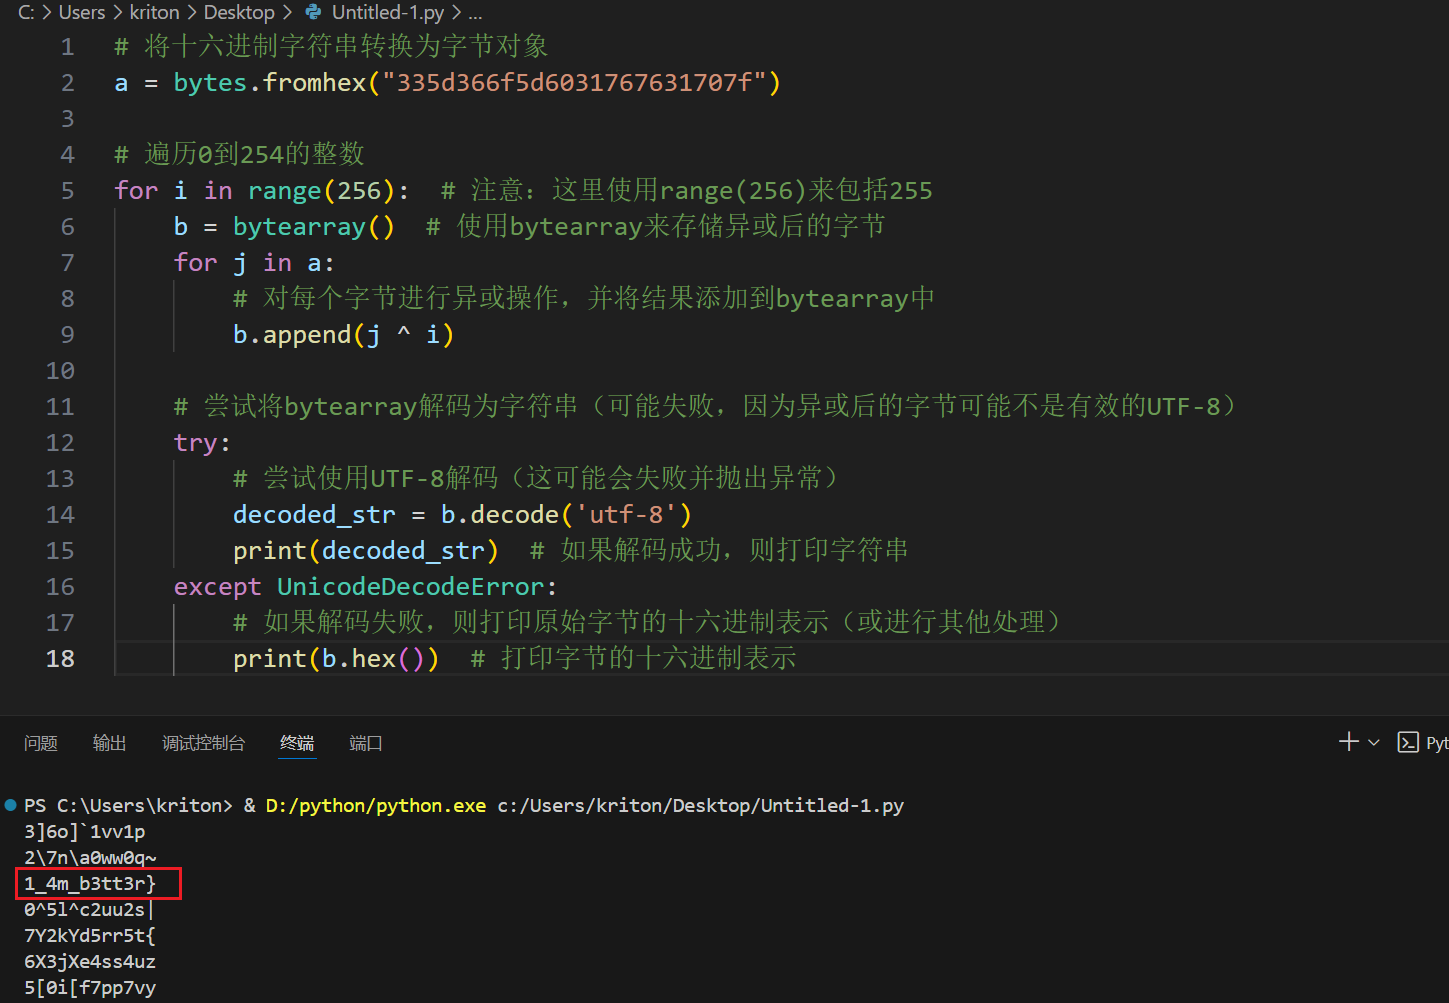 C: > Users > kriton > Desktop > Untitled-1.py > ...
1 # 将十六进制字符串转换为字节对象
2 a = bytes.fromhex("335d366f5d6031767631707f")
3
4 # 遍历0到254的整数
5 for i in range(256):  # 注意：这里使用range(256)来包括255
6     b = bytearray()  # 使用bytearray来存储异或后的字节
7     for j in a:
8         # 对每个字节进行异或操作，并将结果添加到bytearray中
9         b.append(j ^ i)
10
11     # 尝试将bytearray解码为字符串（可能失败，因为异或后的字节可能不是有效的UTF-8）
12     try:
13         # 尝试使用UTF-8解码（这可能会失败并抛出异常）
14         decoded_str = b.decode('utf-8')
15         print(decoded_str)  # 如果解码成功，则打印字符串
16     except UnicodeDecodeError:
17         # 如果解码失败，则打印原始字节的十六进制表示（或进行其他处理）
18         print(b.hex())  # 打印字节的十六进制表示
问题 输出 调试控制台 终端 端口 Pyt
PS C:\Users\kriton> & D:/python/python.exe c:/Users/kriton/Desktop/Untitled-1.py
3]6o]`1vv1p
2\7n\a0ww0q~
1_4m_b3tt3r}
0^5l^c2uu2s|
7Y2kYd5rr5t{
6X3jXe4ss4uz
5[0i[f7pp7vy